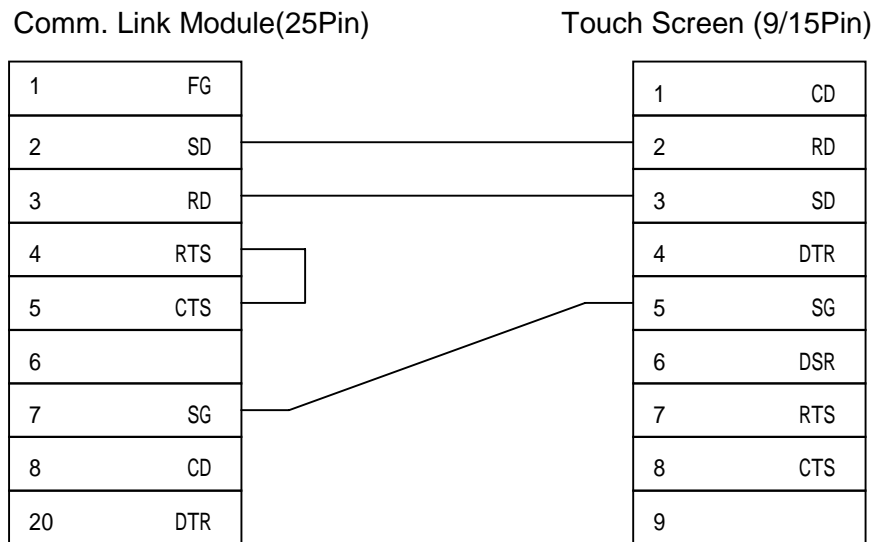 Comm. Link Module(25Pin) Touch Screen (9/15Pin)
1 FG 1 CD
2 SD 2 RD
3 RD 3 SD
4 RTS 4 DTR
5 CTS 5 SG
6 6 DSR
7 SG 7 RTS
8 CD 8 CTS
20 DTR 9